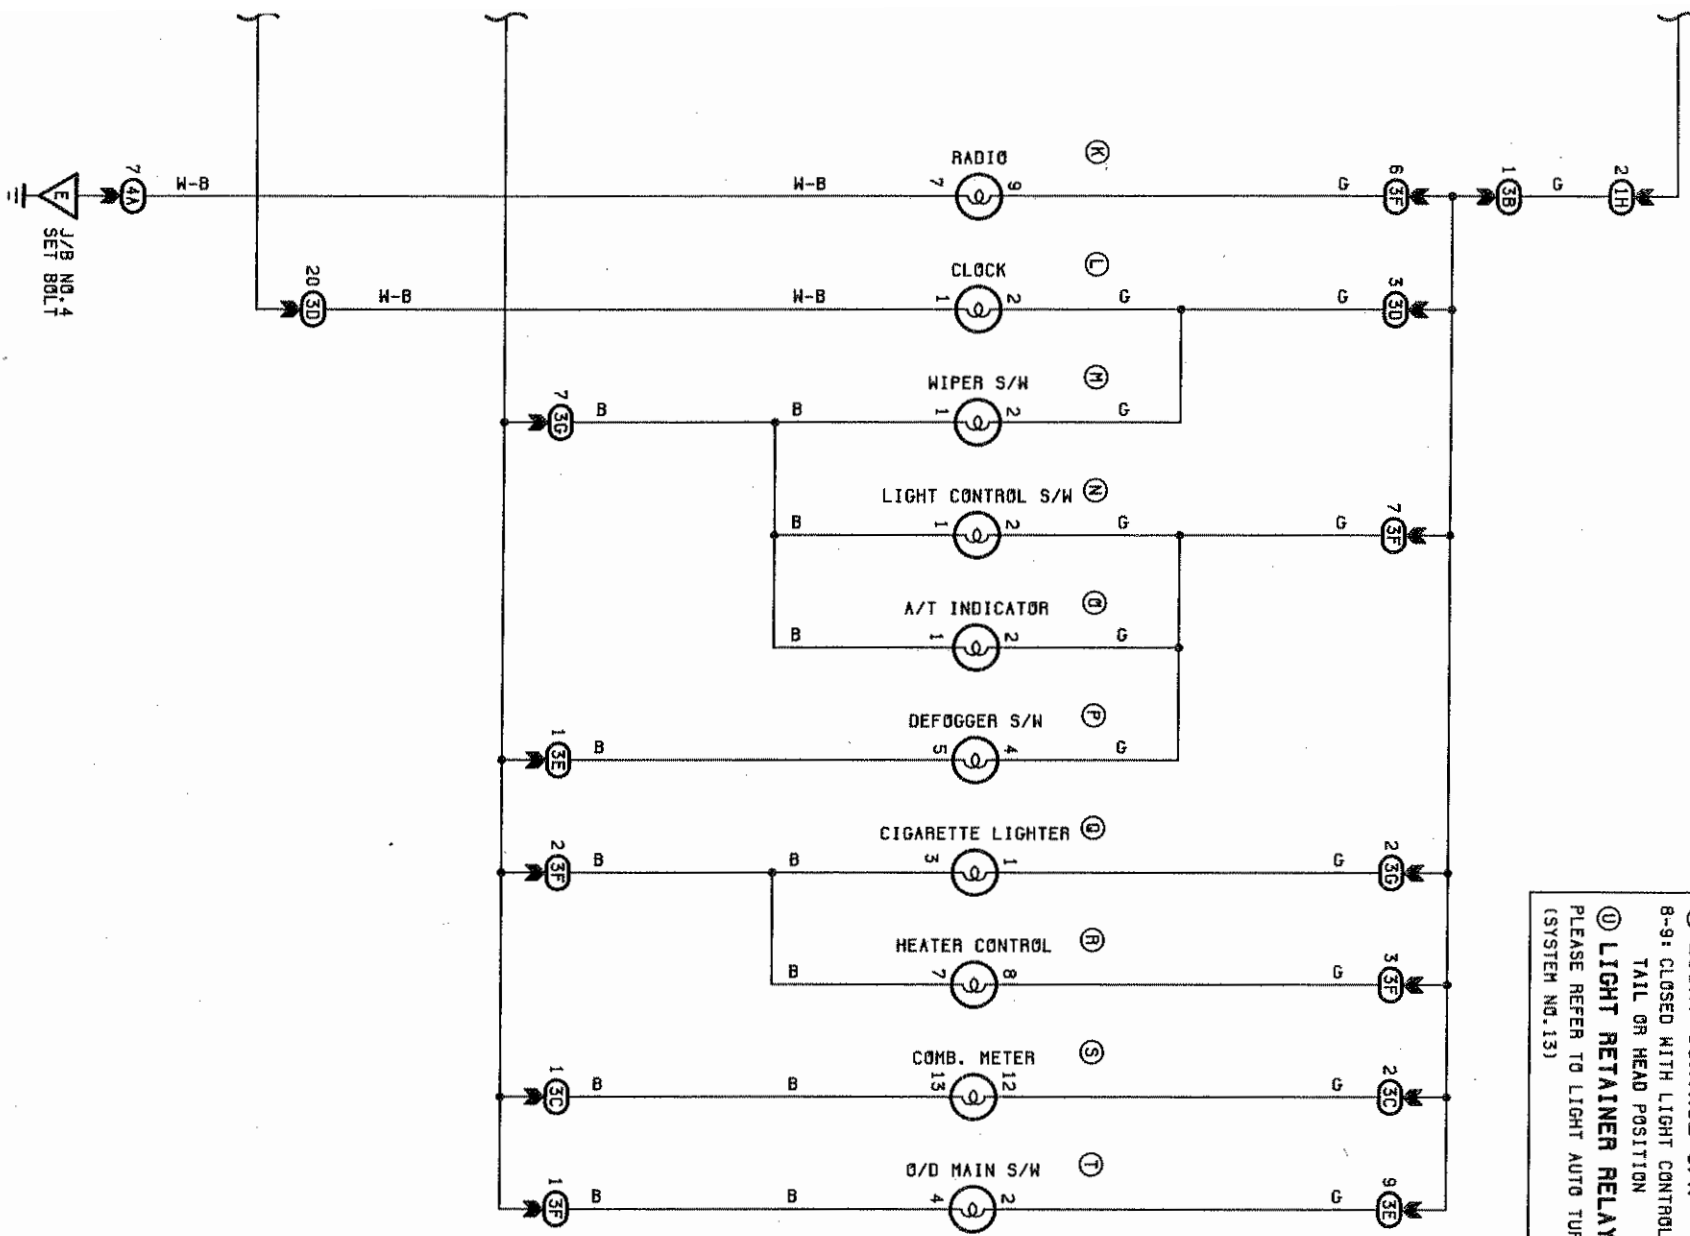 RADIO K
7 4A W-B W-B 7 9 G 6 3F 1 3B G 2 1H
E
J/B NO.4
SET BOLT
CLOCK L
20 3D W-B W-B 1 2 G G 3 3D
WIPER S/W M
7 3G B B 1 2 G
LIGHT CONTROL S/W N
B 1 2 G G 7 3F
A/T INDICATOR O
B 1 2 G
DEFOGGER S/W P
1 3E B 5 4 G
CIGARETTE LIGHTER Q
2 3F B B 3 1 G 2 3G
HEATER CONTROL R
B 7 8 G 3 3F
COMB. METER S
1 3C B B 13 12 G 2 3C
O/D MAIN S/W T
1 3F B B 4 2 G 9 3E
8-9: CLOSED WITH LIGHT CONTROL
TAIL OR HEAD POSITION
U LIGHT RETAINER RELAY
PLEASE REFER TO LIGHT AUTO TUR
(SYSTEM NO.13)